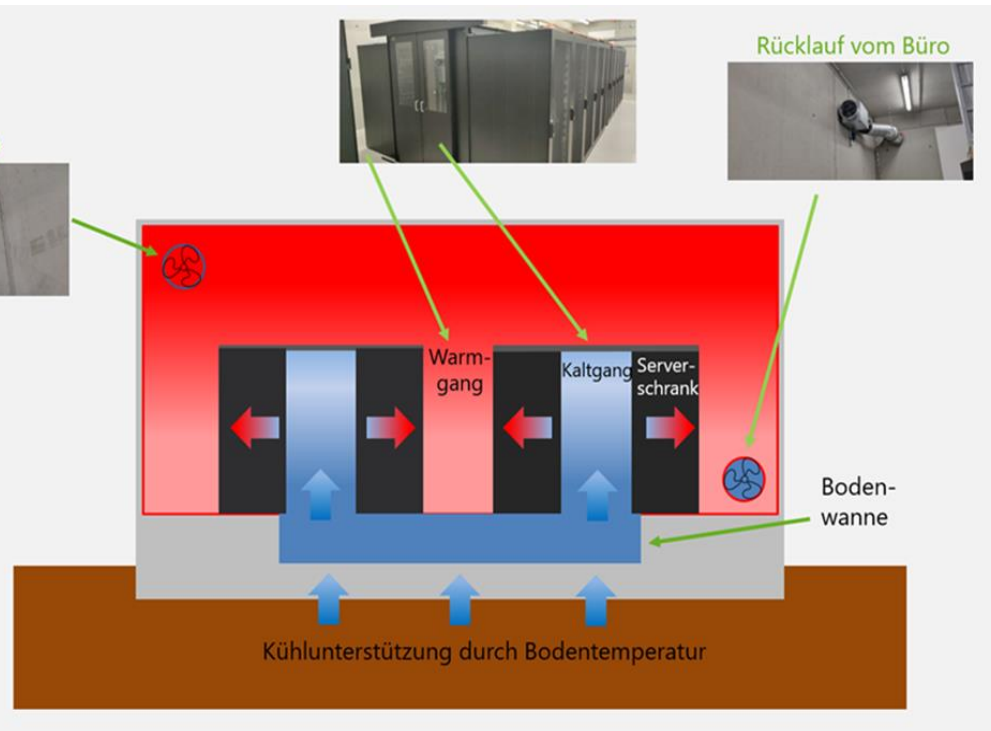 Rücklauf vom Büro
Warm-
gang
Kaltgang
Server-
schrank
Boden-
wanne
Kühlunterstützung durch Bodentemperatur